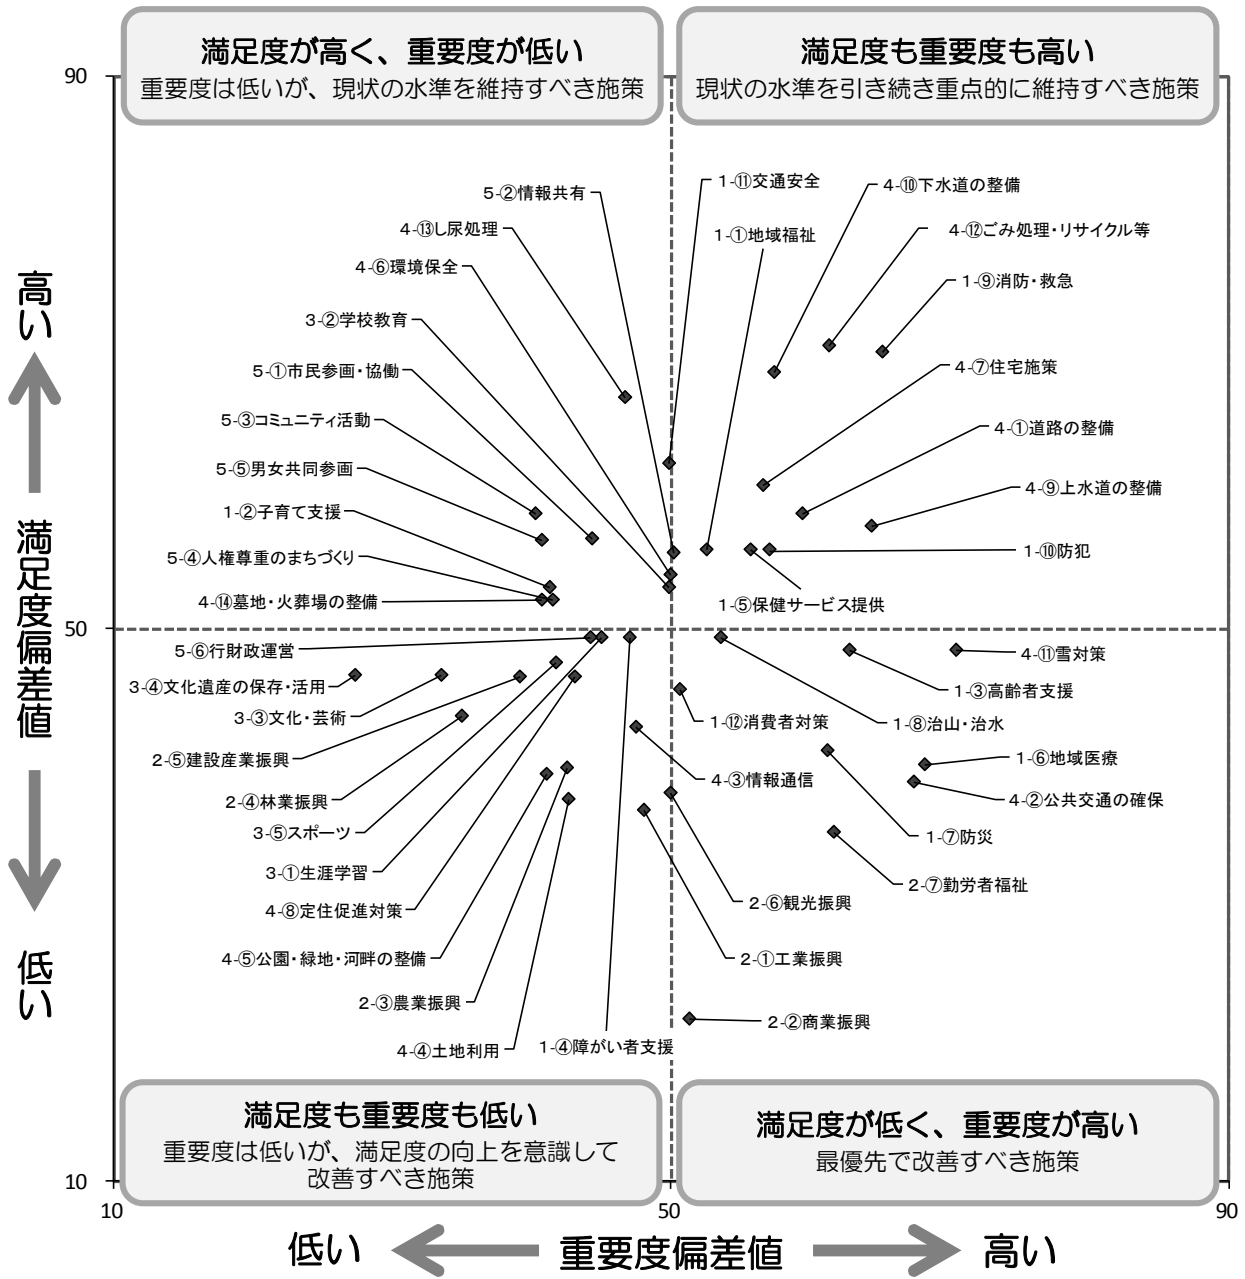 満足度が高く、重要度が低い
重要度は低いが、現状の水準を維持すべき施策
満足度も重要度も高い
現状の水準を引き続き重点的に維持すべき施策
90
5-②情報共有
1-⑪交通安全
4-⑩下水道の整備
4-⑬し尿処理
1-①地域福祉
4-⑫ごみ処理・リサイクル等
4-⑥環境保全
1-⑨消防・救急
3-②学校教育
5-①市民参画・協働
4-⑦住宅施策
5-③コミュニティ活動
4-①道路の整備
5-⑤男女共同参画
4-⑨上水道の整備
1-②子育て支援
5-④人権尊重のまちづくり
1-⑩防犯
4-⑭墓地・火葬場の整備
1-⑤保健サービス提供
高い
満足度偏差値
低い
50
5-⑥行財政運営
4-⑪雪対策
3-④文化遺産の保存・活用
1-③高齢者支援
3-③文化・芸術
1-⑫消費者対策
1-⑧治山・治水
2-⑤建設産業振興
1-⑥地域医療
4-③情報通信
2-④林業振興
4-②公共交通の確保
3-⑤スポーツ
1-⑦防災
3-①生涯学習
2-⑦勤労者福祉
4-⑧定住促進対策
2-⑥観光振興
4-⑤公園・緑地・河畔の整備
2-①工業振興
2-③農業振興
2-②商業振興
4-④土地利用
1-④障がい者支援
満足度も重要度も低い
重要度は低いが、満足度の向上を意識して
改善すべき施策
満足度が低く、重要度が高い
最優先で改善すべき施策
10
10
50
90
低い
重要度偏差値
高い